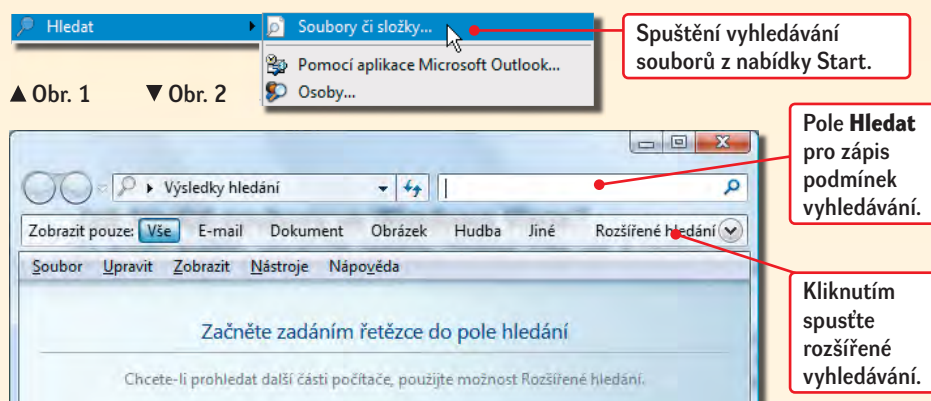 Hledat
Soubory či složky...
Pomocí aplikace Microsoft Outlook...
Osoby...
Spuštění vyhledávání
souborů z nabídky Start.
▲ Obr. 1 ▼ Obr. 2
Pole Hledat
pro zápis
podmínek
vyhledávání.
Výsledky hledání
Zobrazit pouze: Vše E-mail Dokument Obrázek Hudba Jiné Rozšířené hledání
Soubor Upravit Zobrazit Nástroje Nápověda
Začněte zadáním řetězce do pole hledání
Chcete-li prohledat další části počítače, použijte možnost Rozšířené hledání.
Kliknutím
spusťte
rozšířené
vyhledávání.